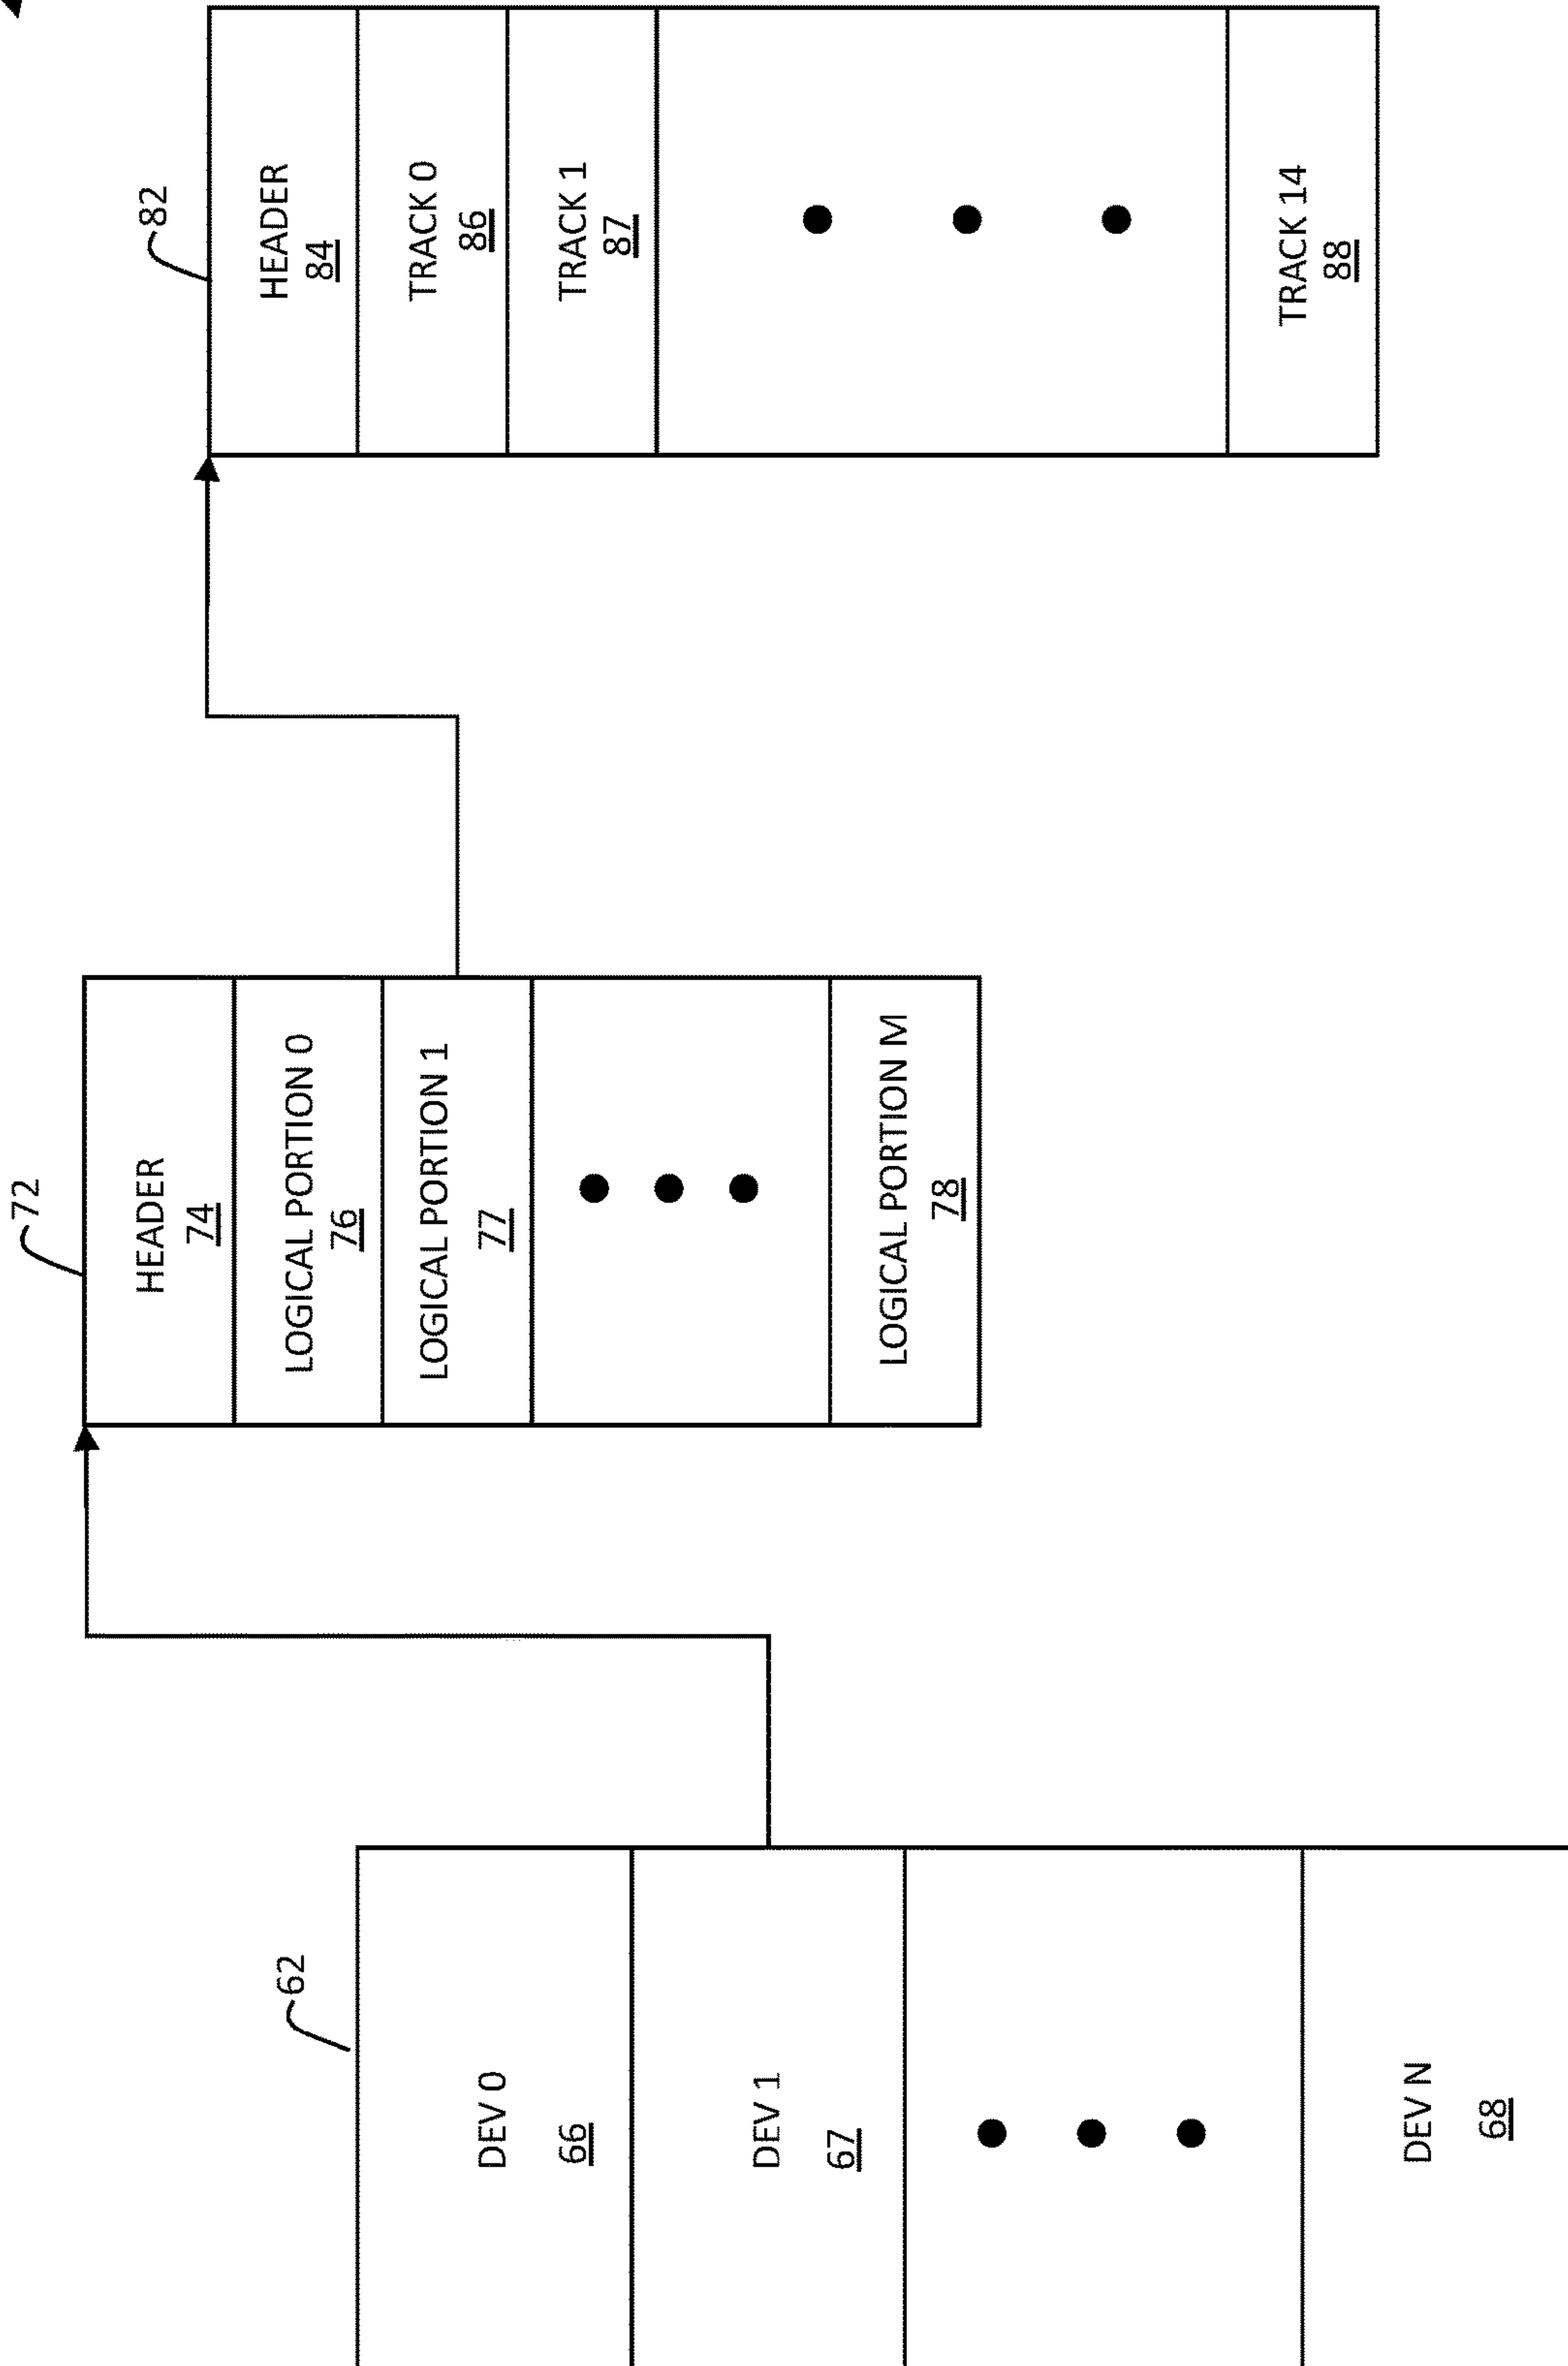 62
DEV 0
66
DEV 1
67
DEV N
68
72
HEADER
74
LOGICAL PORTION 0
76
LOGICAL PORTION 1
77
LOGICAL PORTION M
78
82
HEADER
84
TRACK 0
86
TRACK 1
87
TRACK 14
88